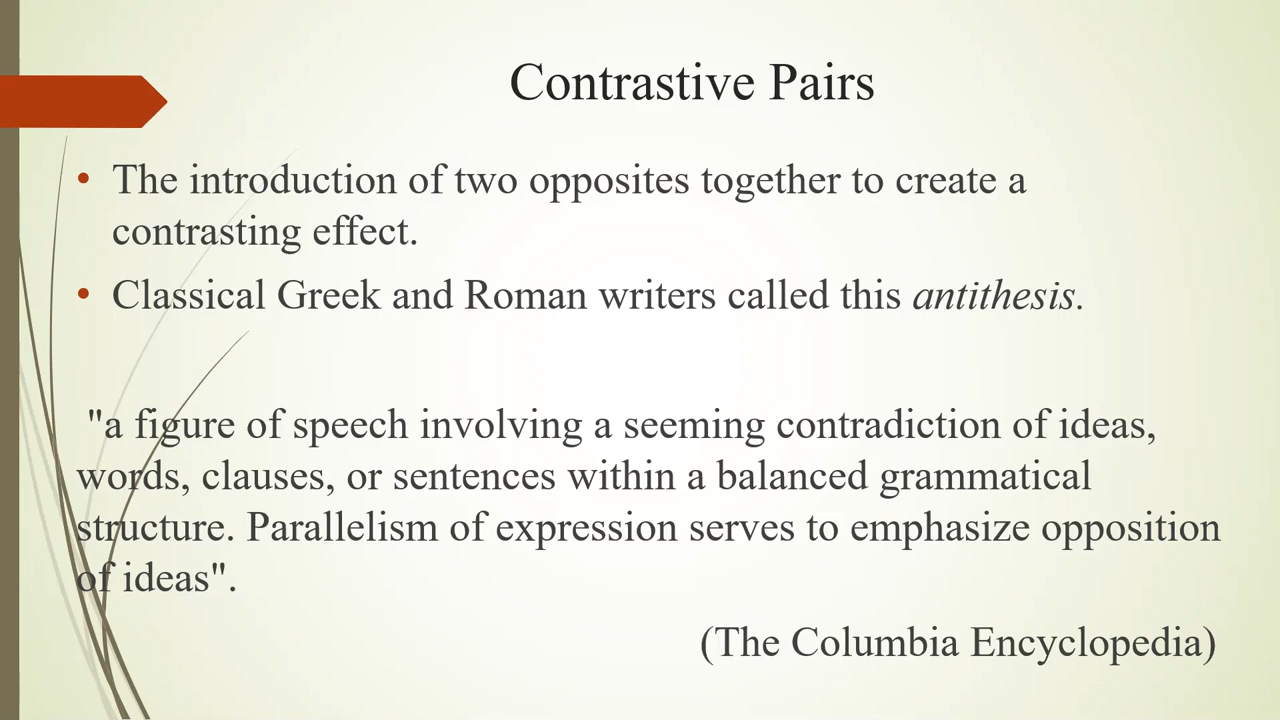 Contrastive Pairs
• The introduction of two opposites together to create a
contrasting effect.
• Classical Greek and Roman writers called this antithesis.
"a figure of speech involving a seeming contradiction of ideas,
words, clauses, or sentences within a balanced grammatical
structure. Parallelism of expression serves to emphasize opposition
of ideas".
(The Columbia Encyclopedia)